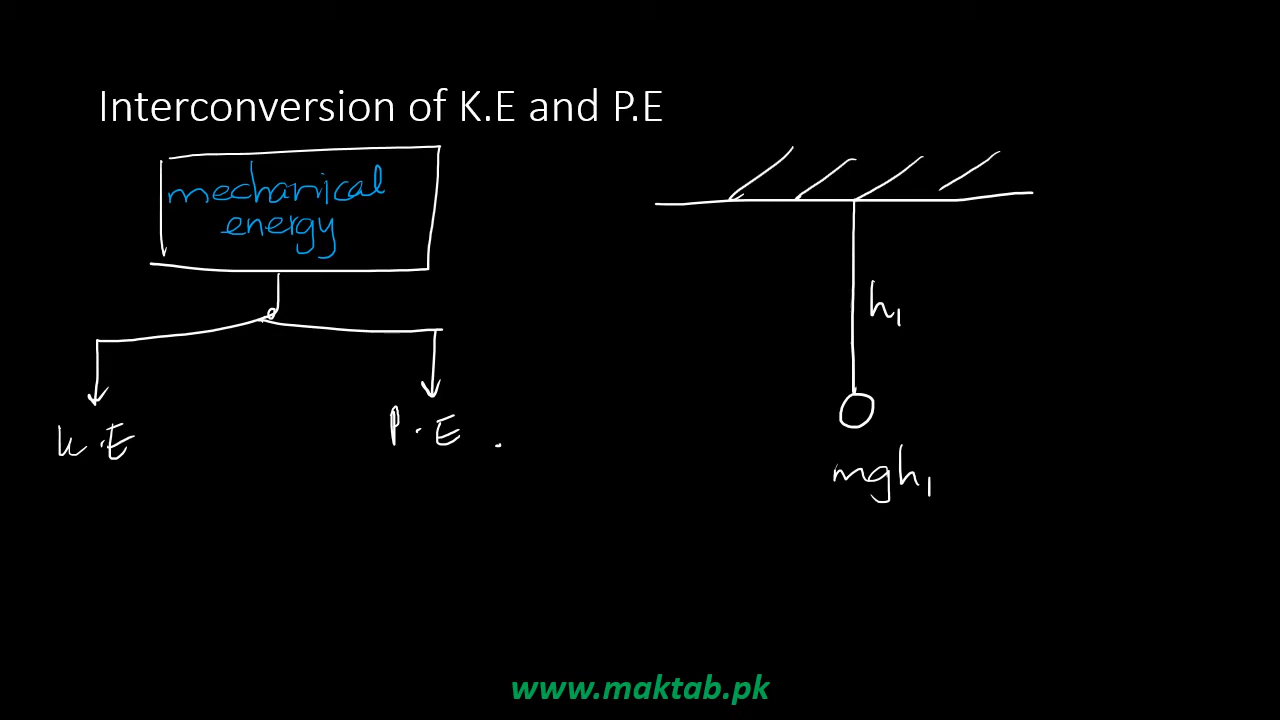 Interconversion of K.E and P.E
mechanical
energy
K.E
P.E.
h₁
mgh₁
www.maktab.pk